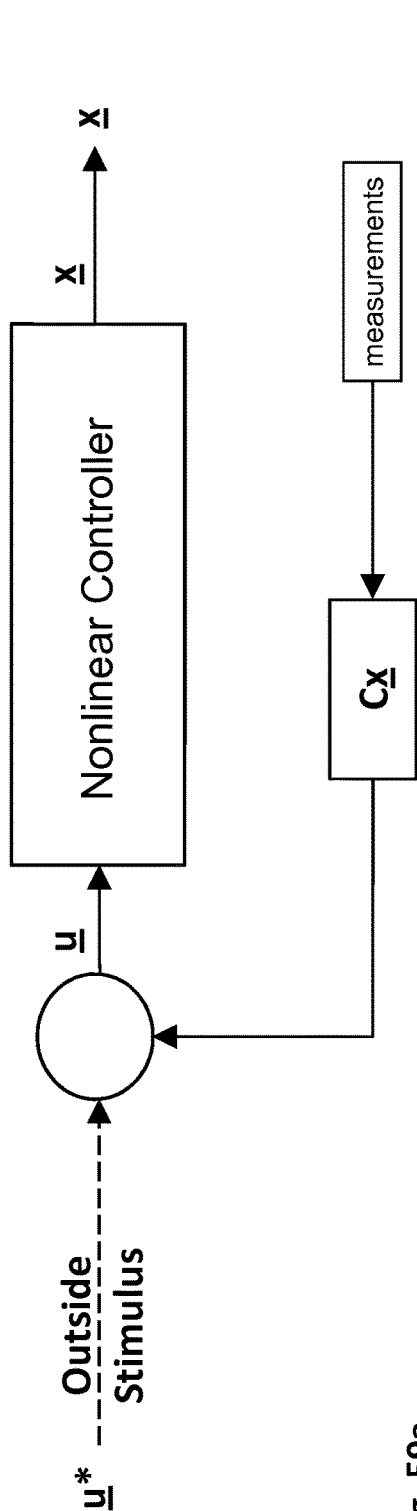 u*
Outside
Stimulus
u
Nonlinear Controller
x
x
Cx
measurements